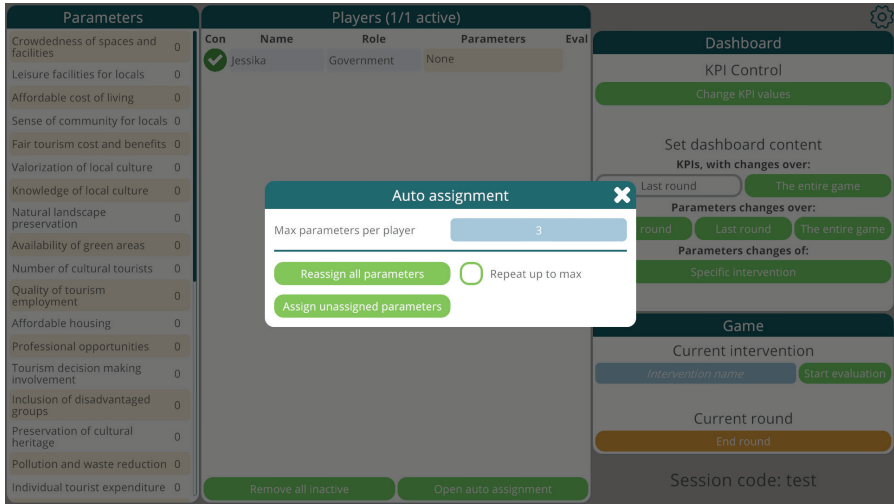 Parameters
Crowdedness of spaces and
facilities
0
Leisure facilities for locals 0
Affordable cost of living 0
Sense of community for locals 0
Fair tourism cost and benefits 0
Valorization of local culture 0
Knowledge of local culture 0
Natural landscape
preservation
0
Availability of green areas 0
Number of cultural tourists 0
Quality of tourism
employment
0
Affordable housing 0
Professional opportunities 0
Tourism decision making
involvement
0
Inclusion of disadvantaged
groups
0
Preservation of cultural
heritage
0
Pollution and waste reduction 0
Individual tourist expenditure 0
Players (1/1 active)
Con Name Role Parameters Eval
Jessika Government None
Remove all inactive Open auto assignment
Auto assignment
Max parameters per player 3
Reassign all parameters Repeat up to max
Assign unassigned parameters
Dashboard
KPI Control
Change KPI values
Set dashboard content
KPIs, with changes over:
Last round The entire game
Parameters changes over:
round Last round The entire game
Parameters changes of:
Specific intervention
Game
Current intervention
Intervention name Start evaluation
Current round
End round
Session code: test